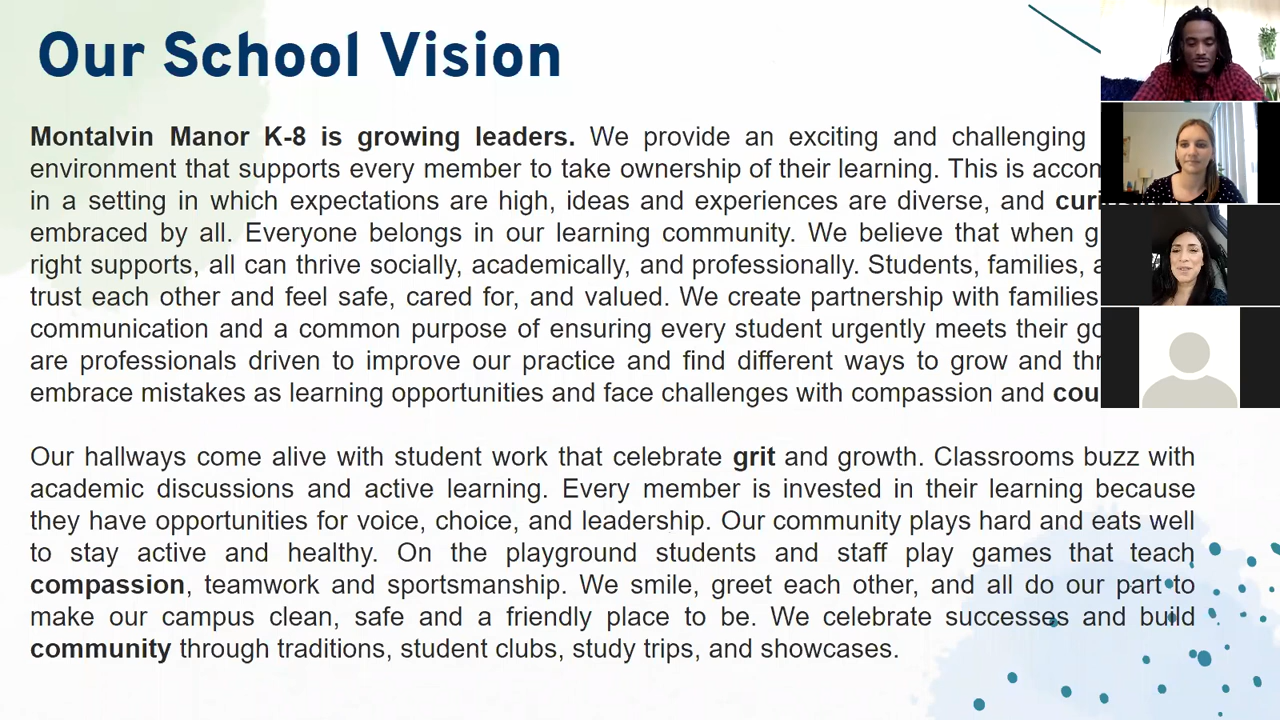 Our School Vision
Montalvin Manor K-8 is growing leaders. We provide an exciting and challenging
environment that supports every member to take ownership of their learning. This is
in a setting in which expectations are high, ideas and experiences are diverse, and
embraced by all. Everyone belongs in our learning community. We believe that when
right supports, all can thrive socially, academically, and professionally. Students, families,
trust each other and feel safe, cared for, and valued. We create partnership with families
communication and a common purpose of ensuring every student urgently meets their
are professionals driven to improve our practice and find different ways to grow and
embrace mistakes as learning opportunities and face challenges with compassion and
Our hallways come alive with student work that celebrate grit and growth. Classrooms buzz with
academic discussions and active learning. Every member is invested in their learning because
they have opportunities for voice, choice, and leadership. Our community plays hard and eats well
to stay active and healthy. On the playground students and staff play games that teach
compassion, teamwork and sportsmanship. We smile, greet each other, and all do our part to
make our campus clean, safe and a friendly place to be. We celebrate successes and build
community through traditions, student clubs, study trips, and showcases.